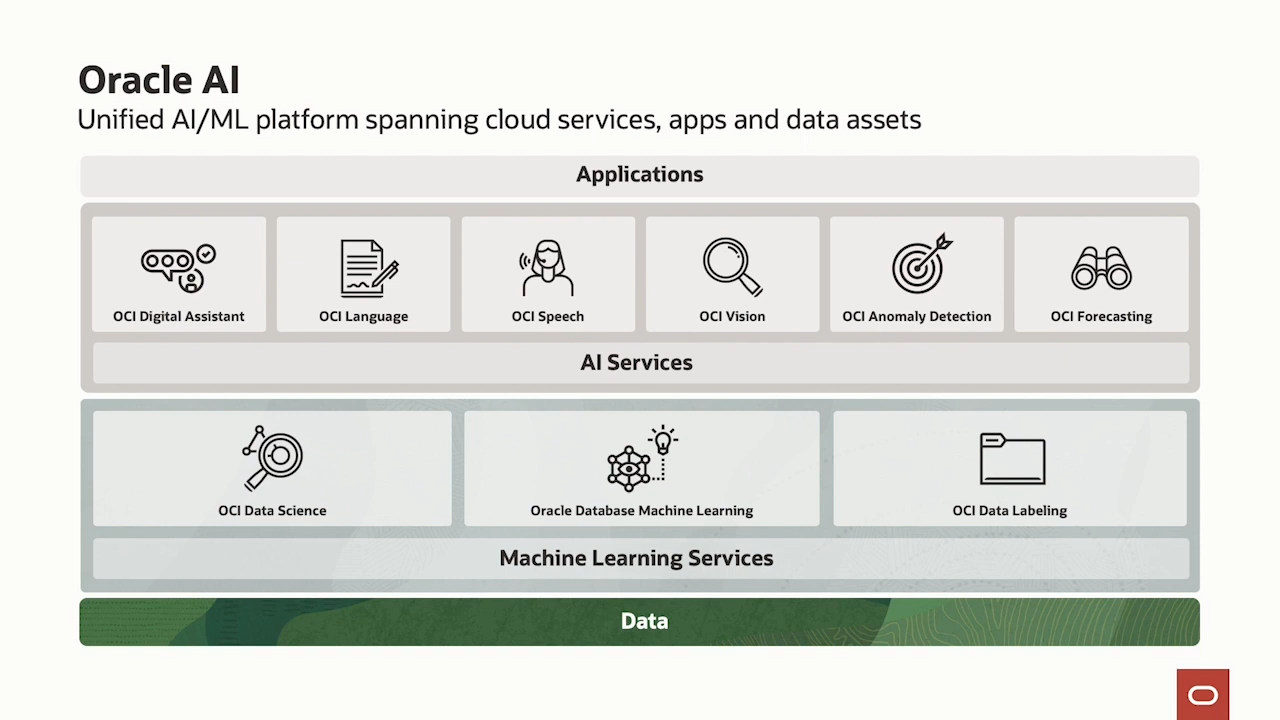 Oracle AI
Unified AI/ML platform spanning cloud services, apps and data assets
Applications
OCI Digital Assistant
OCI Language
OCI Speech
OCI Vision
OCI Anomaly Detection
OCI Forecasting
AI Services
OCI Data Science
Oracle Database Machine Learning
OCI Data Labeling
Machine Learning Services
Data